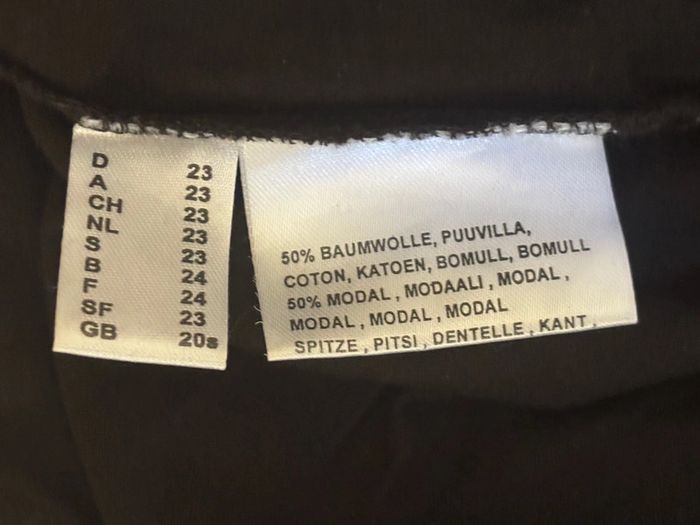 D 23
A 23
CH 23
NL 23
S 23
B 24
F 24
SF 23
GB 20s
50% BAUMWOLLE, PUUVILLA,
COTON, KATOEN, BOMULL, BOMULL
50% MODAL, MODAALI, MODAL,
MODAL, MODAL, MODAL
SPITZE, PITSI, DENTELLE, KANT,